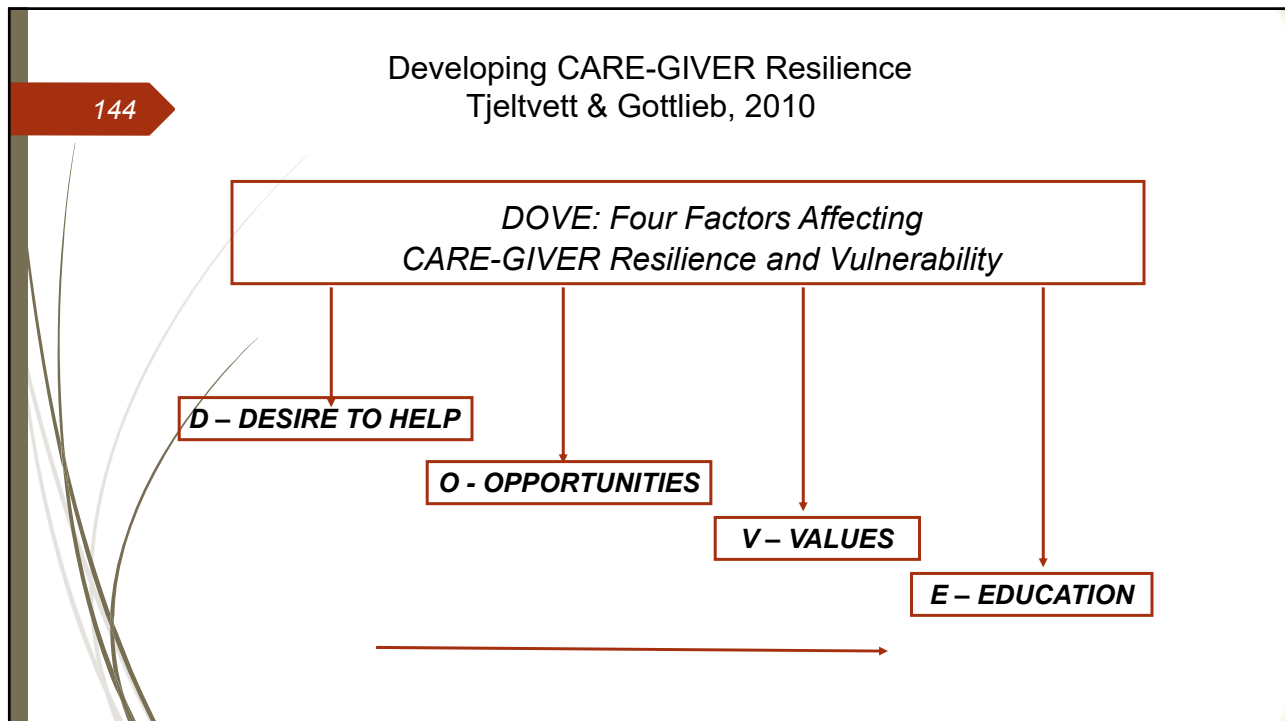 Developing CARE-GIVER Resilience
Tjeltvett & Gottlieb, 2010
144
DOVE: Four Factors Affecting
CARE-GIVER Resilience and Vulnerability
D – DESIRE TO HELP
O - OPPORTUNITIES
V – VALUES
E – EDUCATION